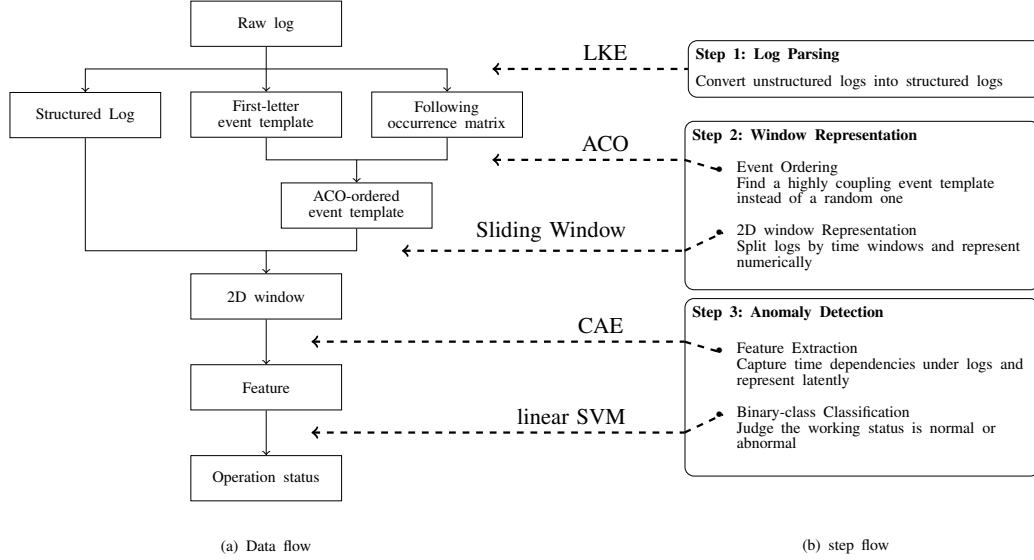 Raw log
LKE
Structured Log
First-letter
event template
Following
occurrence matrix
ACO
ACO-ordered
event template
Sliding Window
2D window
CAE
Feature
linear SVM
Operation status
(a) Data flow
Step 1: Log Parsing
Convert unstructured logs into structured logs
Step 2: Window Representation
Event Ordering
Find a highly coupling event template
instead of a random one
2D window Representation
Split logs by time windows and represent
numerically
Step 3: Anomaly Detection
Feature Extraction
Capture time dependencies under logs and
represent latently
Binary-class Classification
Judge the working status is normal or
abnormal
(b) step flow